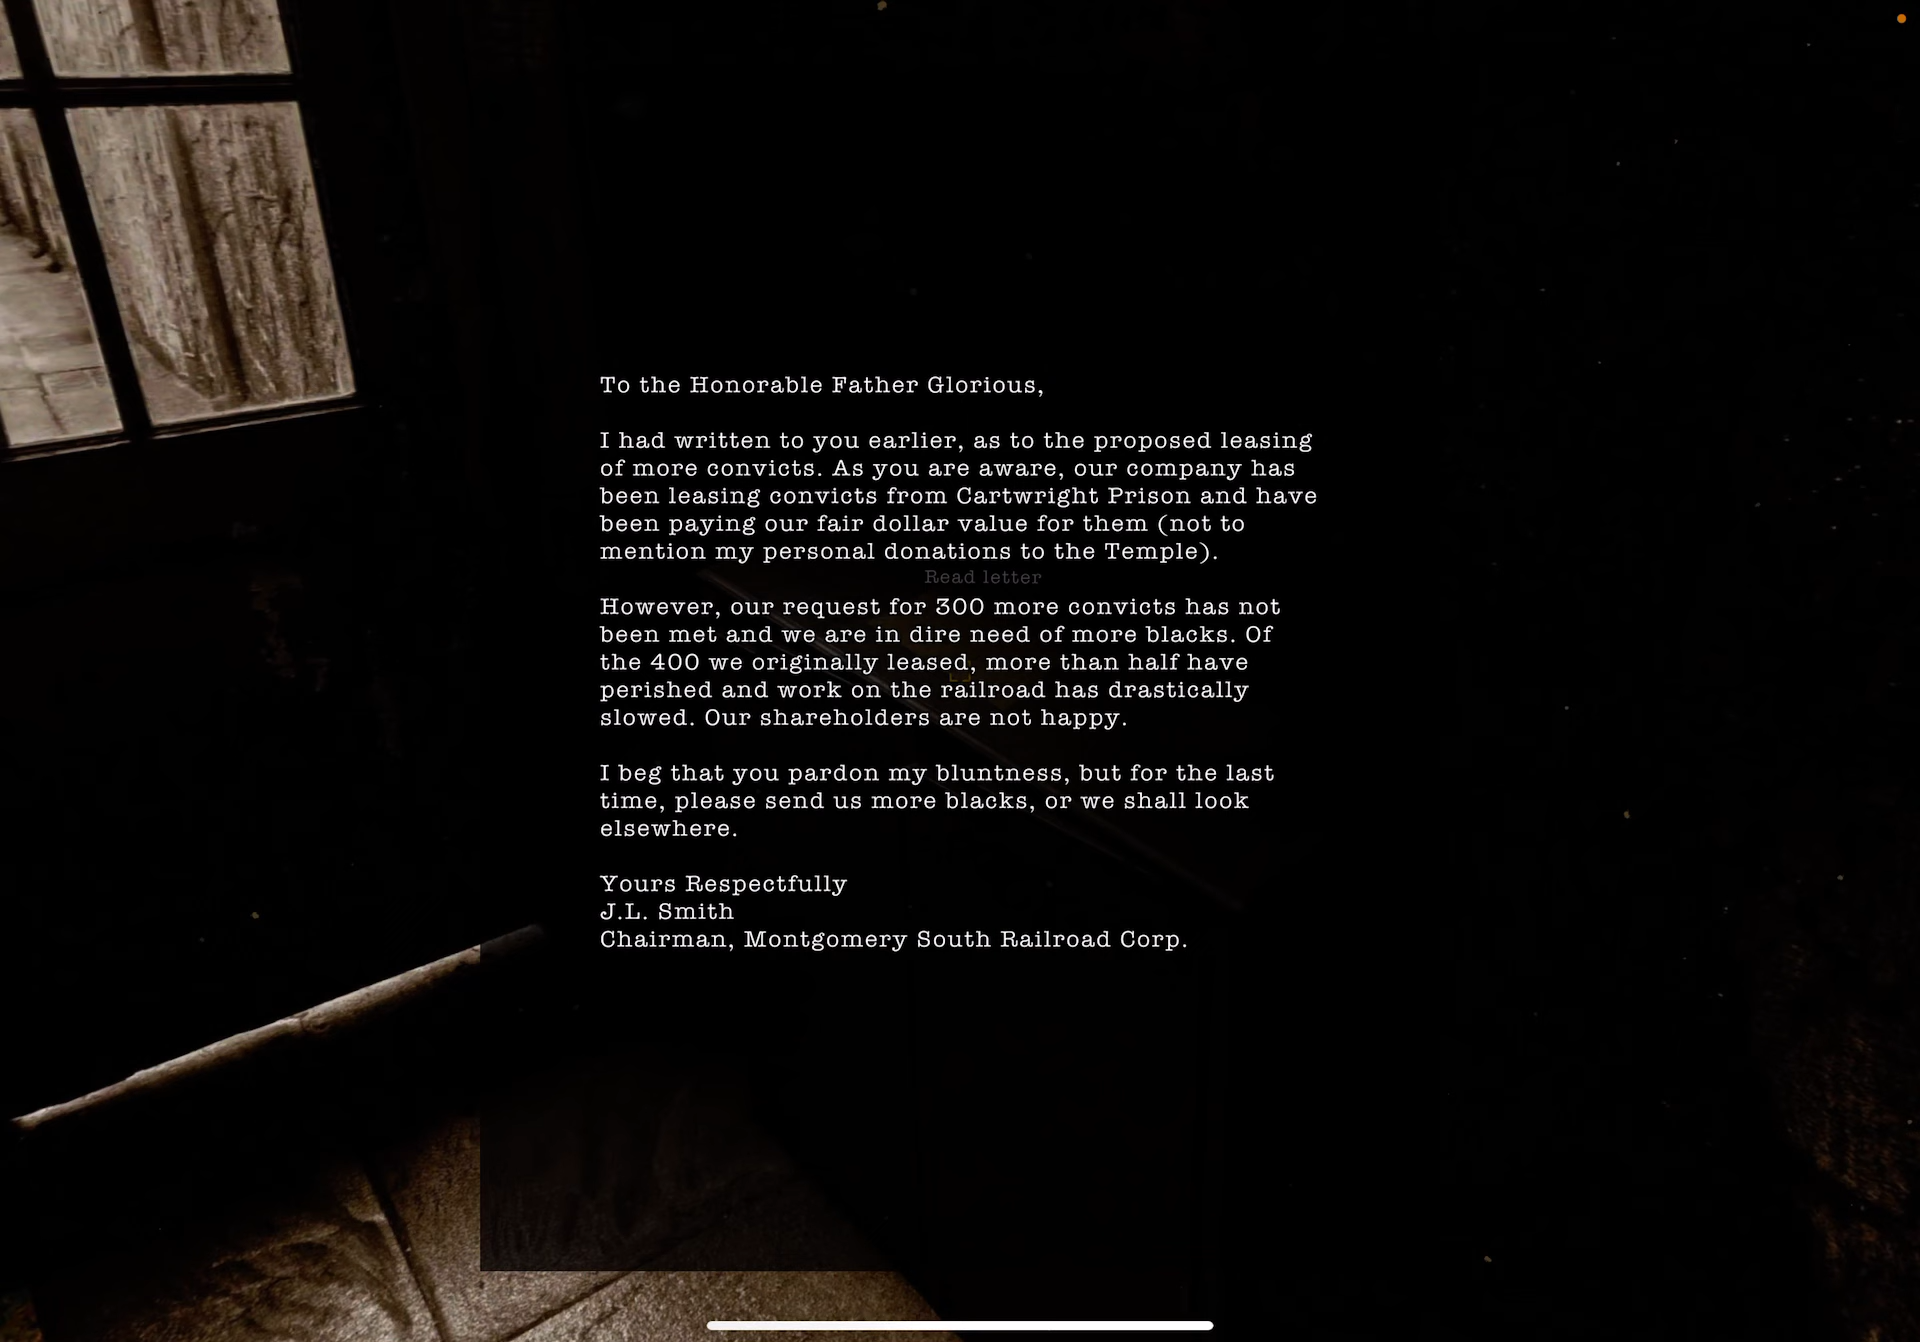 To the Honorable Father Glorious,
I had written to you earlier, as to the proposed leasing
of more convicts. As you are aware, our company has
been leasing convicts from Cartwright Prison and have
been paying our fair dollar value for them (not to
mention my personal donations to the Temple).
Read letter
However, our request for 300 more convicts has not
been met and we are in dire need of more blacks. Of
the 400 we originally leased, more than half have
perished and work on the railroad has drastically
slowed. Our shareholders are not happy.
I beg that you pardon my bluntness, but for the last
time, please send us more blacks, or we shall look
elsewhere.
Yours Respectfully
J.L. Smith
Chairman, Montgomery South Railroad Corp.